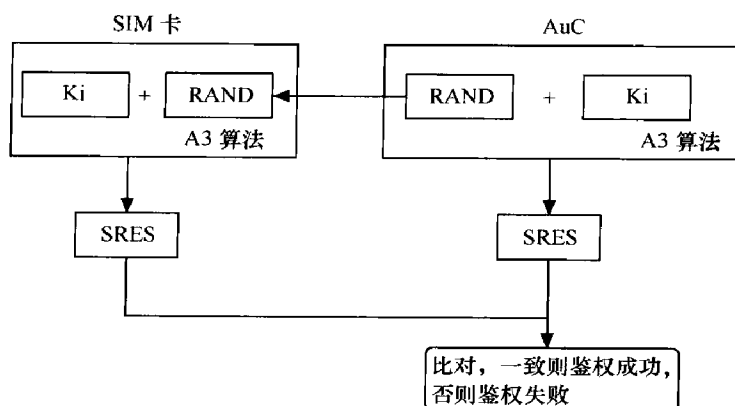 SIM 卡
AuC
Ki + RAND
RAND + Ki
A3 算法
A3 算法
SRES
SRES
比对，一致则鉴权成功，
否则鉴权失败